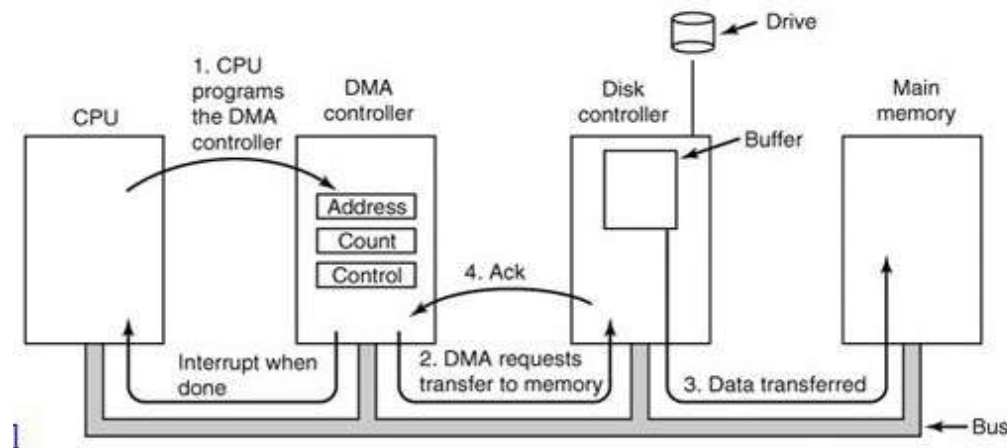 Drive
1. CPU
programs
the DMA
controller
CPU
DMA
controller
Disk
controller
Main
memory
Buffer
Address
Count
Control
4. Ack
Interrupt when
done
2. DMA requests
transfer to memory
3. Data transferred
Bus